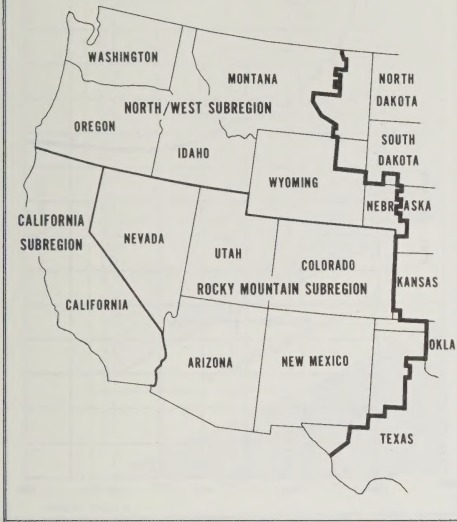 WASHINGTON
MONTANA
NORTH
DAKOTA
NORTH/WEST SUBREGION
OREGON
SOUTH
DAKOTA
IDAHO
WYOMING
NEBRASKA
CALIFORNIA
SUBREGION
NEVADA
UTAH
COLORADO
KANSAS
ROCKY MOUNTAIN SUBREGION
CALIFORNIA
OKLA
ARIZONA
NEW MEXICO
TEXAS